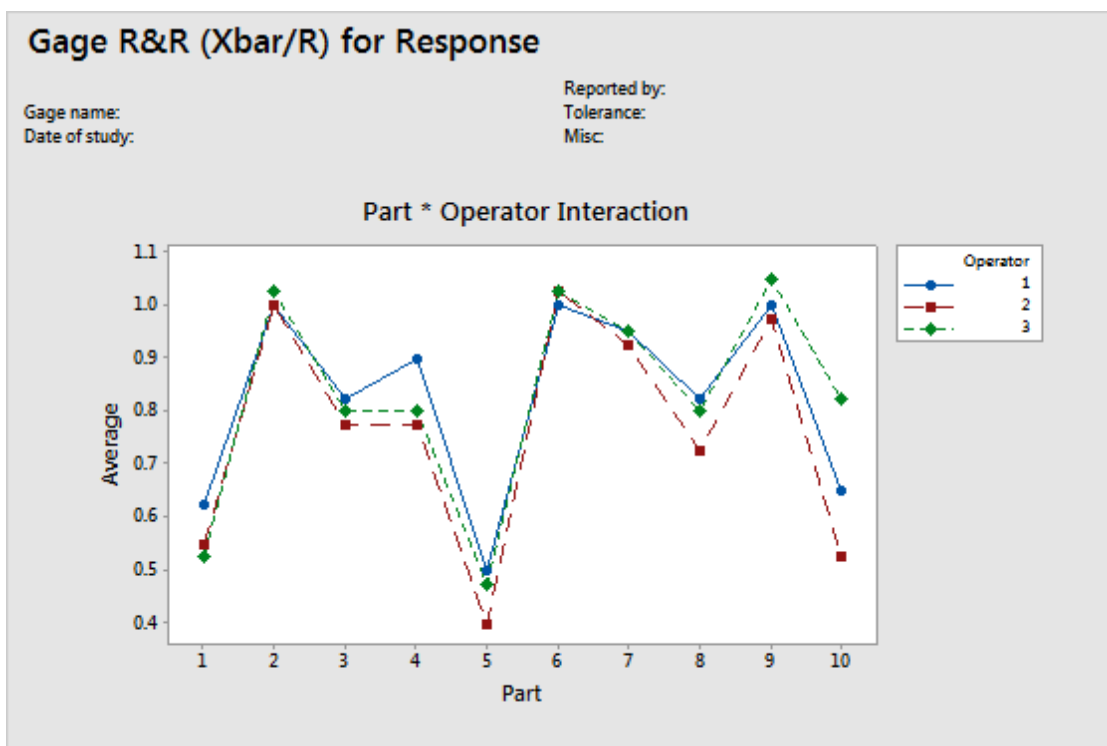 Gage R&R (Xbar/R) for Response
Reported by:
Gage name:
Tolerance:
Date of study:
Misc:
Part * Operator Interaction
Operator
1
2
3
1.1
1.0
0.9
0.8
0.7
0.6
0.5
0.4
Average
1 2 3 4 5 6 7 8 9 10
Part